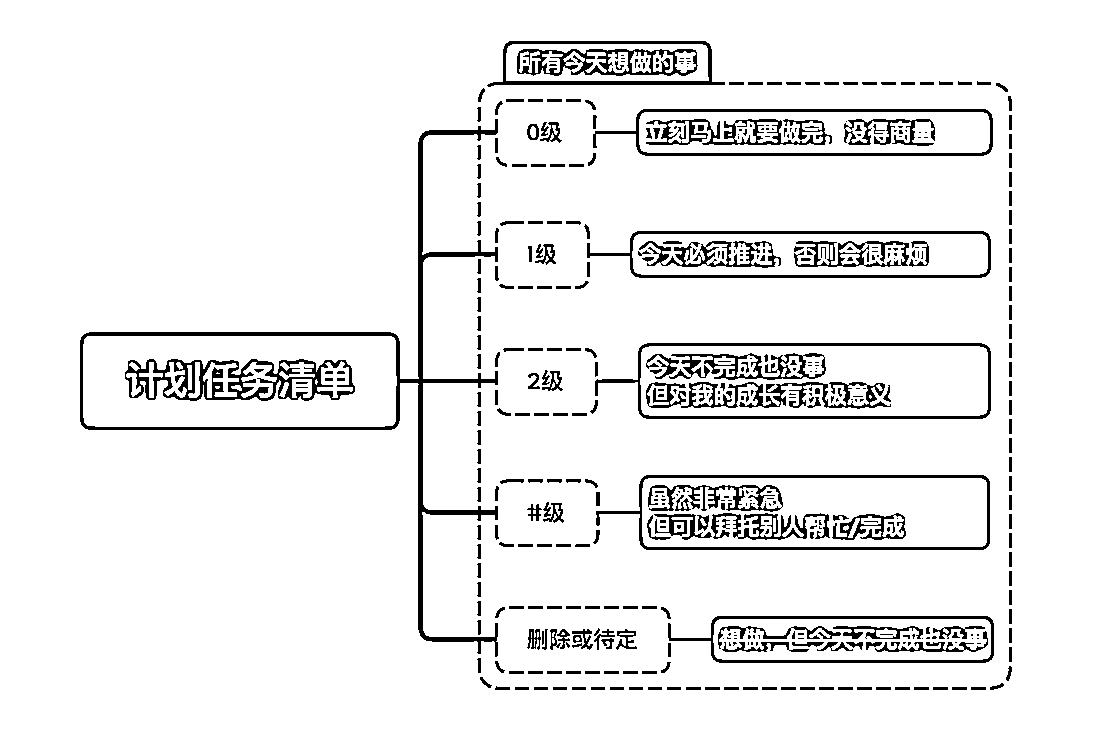 所有今天想做的事
0级
立刻马上就要做完，没得商量
1级
今天必须推进，否则会很麻烦
计划任务清单
2级
今天不完成也没事
但对我的成长有积极意义
#级
虽然非常紧急
但可以拜托别人帮忙/完成
删除或待定
想做，但今天不完成也没事